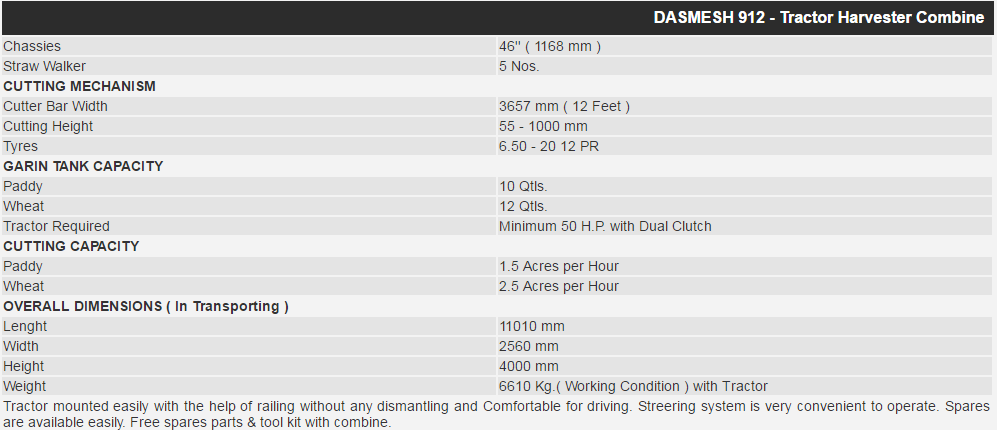 DASMESH 912 - Tractor Harvester Combine
Chassies 46" ( 1168 mm )
Straw Walker 5 Nos.
CUTTING MECHANISM
Cutter Bar Width 3657 mm ( 12 Feet )
Cutting Height 55 - 1000 mm
Tyres 6.50 - 20 12 PR
GARIN TANK CAPACITY
Paddy 10 Qtls.
Wheat 12 Qtls.
Tractor Required Minimum 50 H.P. with Dual Clutch
CUTTING CAPACITY
Paddy 1.5 Acres per Hour
Wheat 2.5 Acres per Hour
OVERALL DIMENSIONS ( In Transporting )
Lenght 11010 mm
Width 2560 mm
Height 4000 mm
Weight 6610 Kg.( Working Condition ) with Tractor
Tractor mounted easily with the help of railing without any dismantling and Comfortable for driving. Streering system is very convenient to operate. Spares
are available easily. Free spares parts & tool kit with combine.